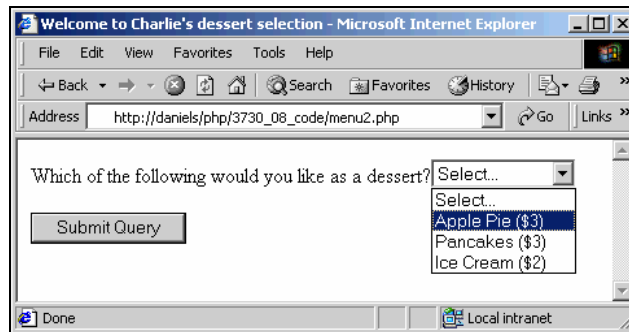 Welcome to Charlie's dessert selection - Microsoft Internet Explorer
File Edit View Favorites Tools Help
Back Search Favorites History »
Address http://daniels/php/3730_08_code/menu2.php Go Links »
Which of the following would you like as a dessert? Select...
Select...
Apple Pie ($3)
Submit Query
Pancakes ($3)
Ice Cream ($2)
Done Local intranet